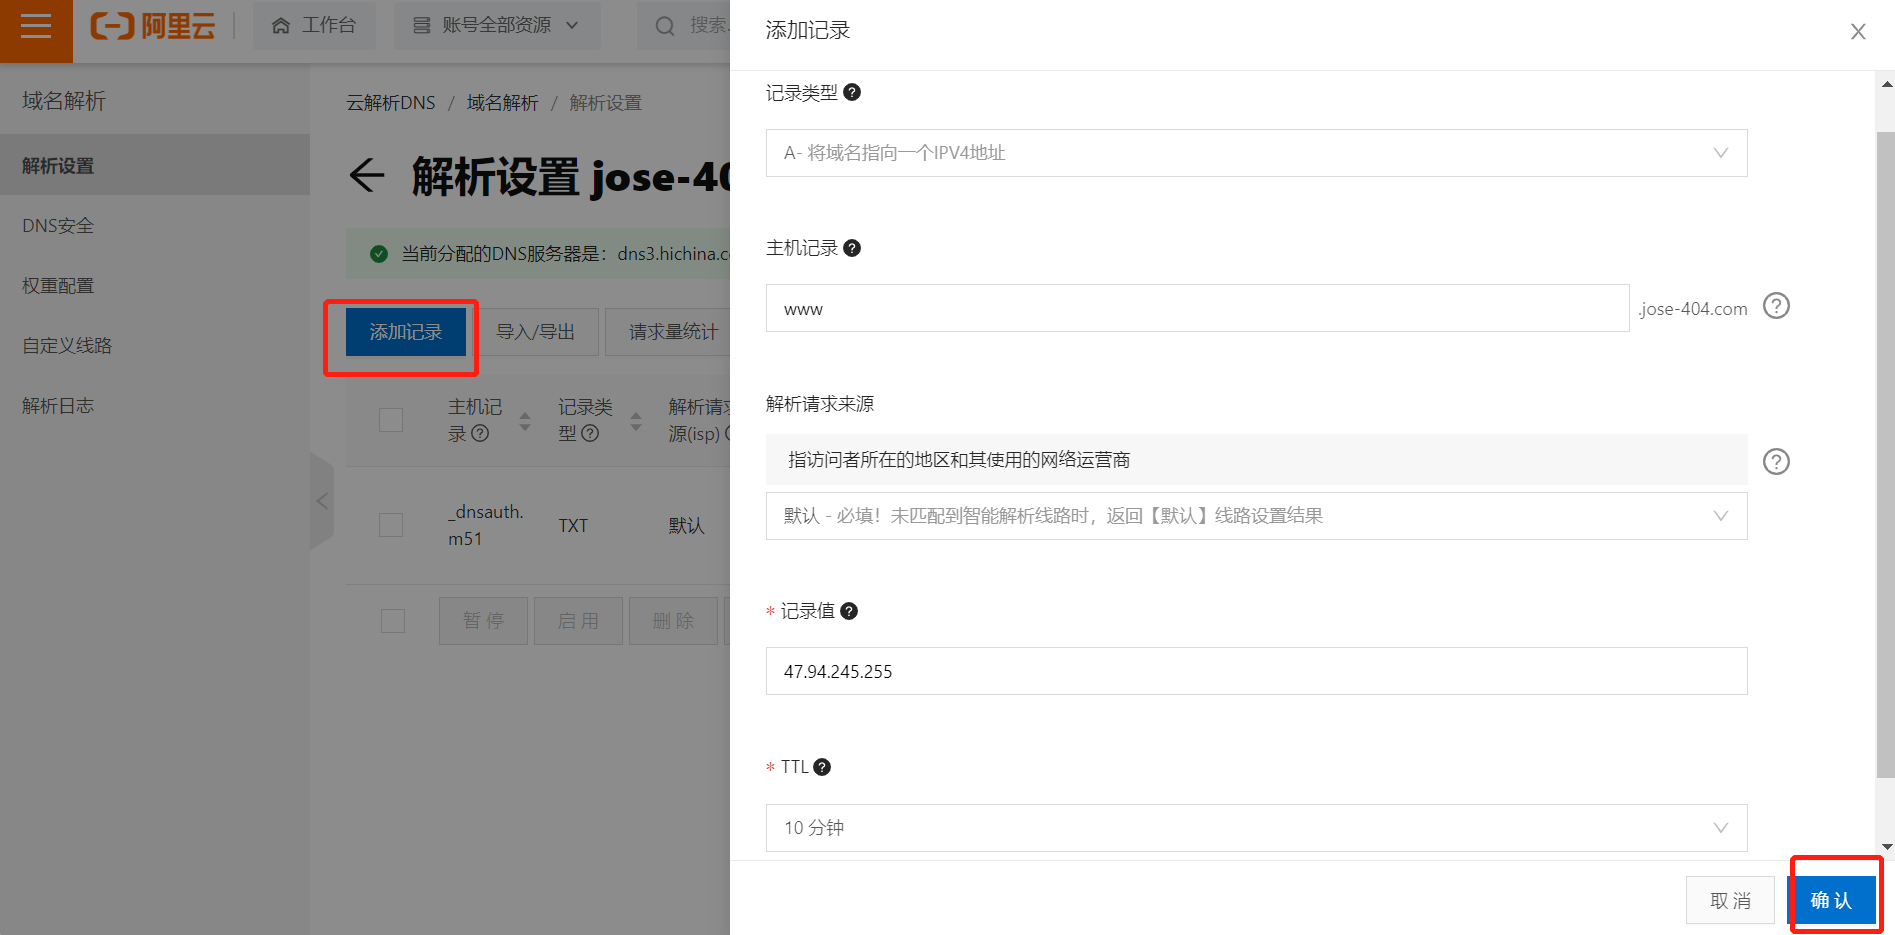 阿里云
工作台
账号全部资源
搜索
域名解析
解析设置
DNS安全
权重配置
自定义线路
解析日志
云解析DNS / 域名解析 / 解析设置
解析设置 jose-40
当前分配的DNS服务器是：dns3.hichina.c
添加记录
导入/导出
请求量统计
主机记
录
记录类
型
解析请求
源(isp)
_dnsauth.
m51
TXT
默认
暂停
启用
删除
添加记录
记录类型
A- 将域名指向一个IPV4地址
主机记录
www
.jose-404.com
解析请求来源
指访问者所在的地区和其使用的网络运营商
默认 - 必填！未匹配到智能解析线路时，返回【默认】线路设置结果
* 记录值
47.94.245.255
* TTL
10 分钟
取消
确认